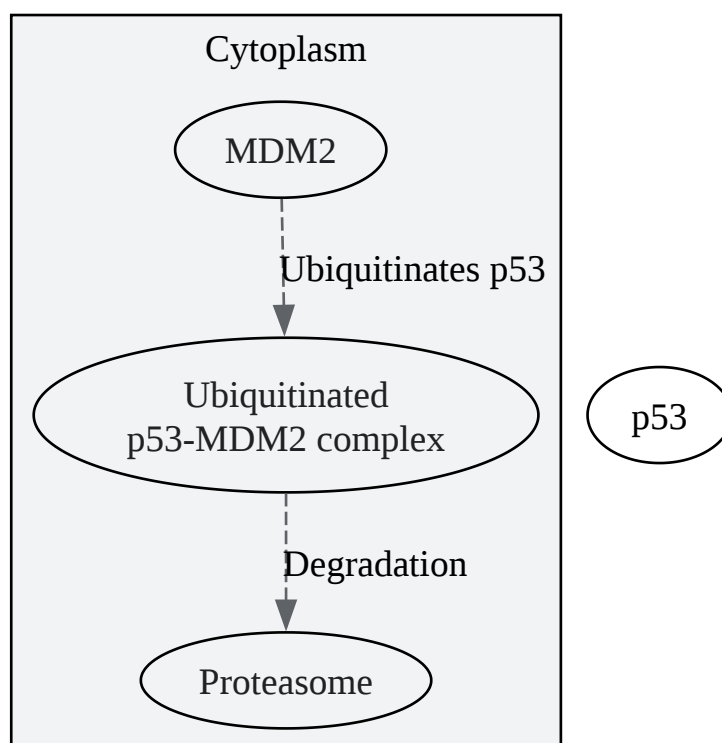 Cytoplasm
MDM2
Ubiquitinates p53
Ubiquitinated
p53-MDM2 complex
p53
Degradation
Proteasome